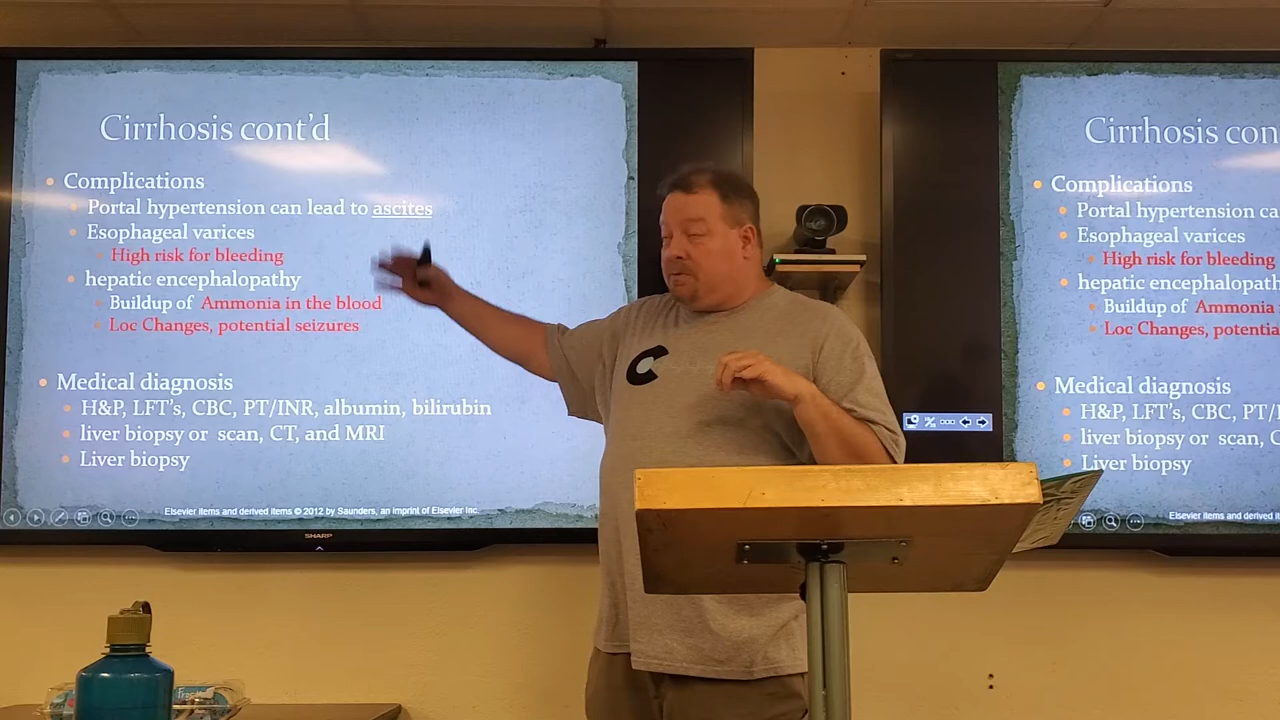 Cirrhosis cont'd
Complications
Portal hypertension can lead to ascites
Esophageal varices
High risk for bleeding
hepatic encephalopathy
Buildup of Ammonia in the blood
Loc Changes, potential seizures
Medical diagnosis
H&P, LFT's, CBC, PT/INR, albumin, bilirubin
liver biopsy or scan, CT, and MRI
Liver biopsy
Elsevier items and derived items © 2012 by Saunders, an imprint of Elsevier Inc.
SHARP
C
Cirrhosis con
Complications
Portal hypertension ca
Esophageal varices
High risk for bleeding
hepatic encephalopath
Buildup of Ammonia
Loc Changes, potentia
Medical diagnosis
H&P, LFT's, CBC, PT/
liver biopsy or scan, C
Liver biopsy
Elsevier items and derived it